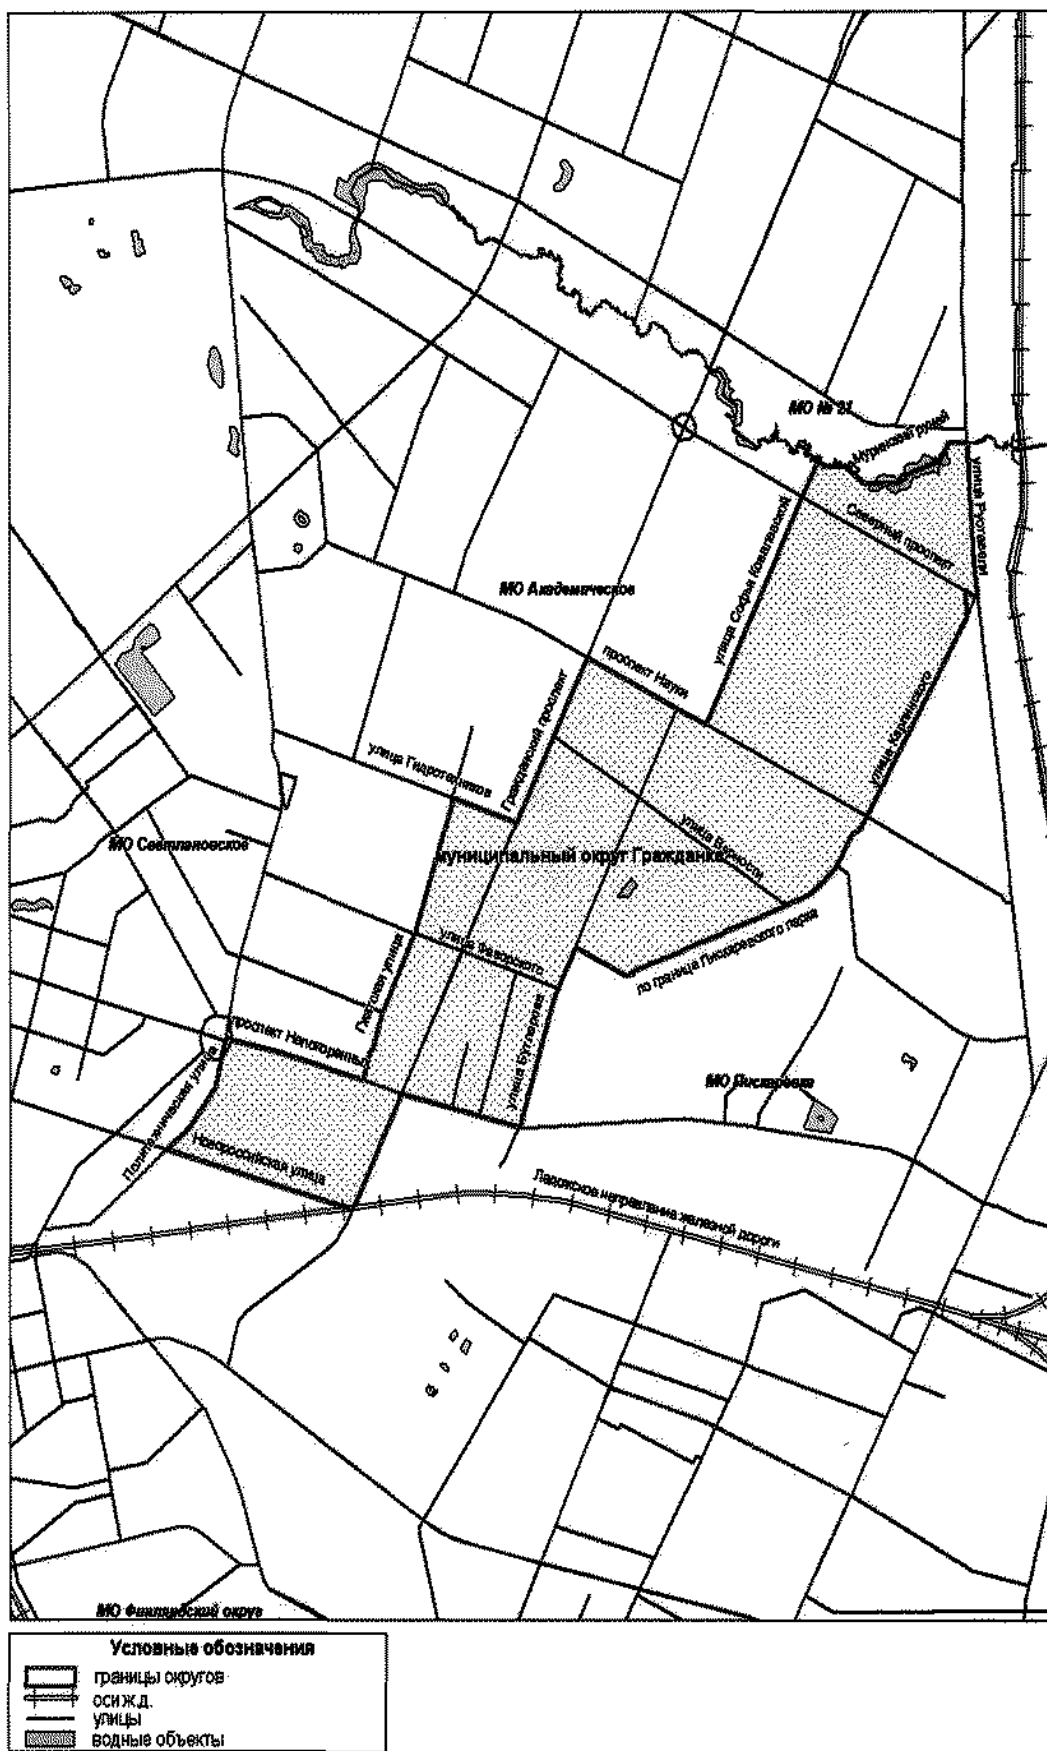 МО № 21
Муринский ручей
улица Руставели
Северный проспект
улица Софьи Ковалевской
МО Академическое
проспект Науки
Гражданский проспект
улица Карпинского
улица Гидротехников
улица Верности
МО Светлановское
муниципальный округ Гражданка
улица Фаворского
по граница Пискаревского парка
Гжатская улица
улица Бутлерова
проспект Непокоренных
МО Пискаревка
Политехническая улица
Новороссийская улица
Ладожское направление железной дороги
МО Финляндский округ
Условные обозначения
границы округов
оси ж.д.
улицы
водные объекты